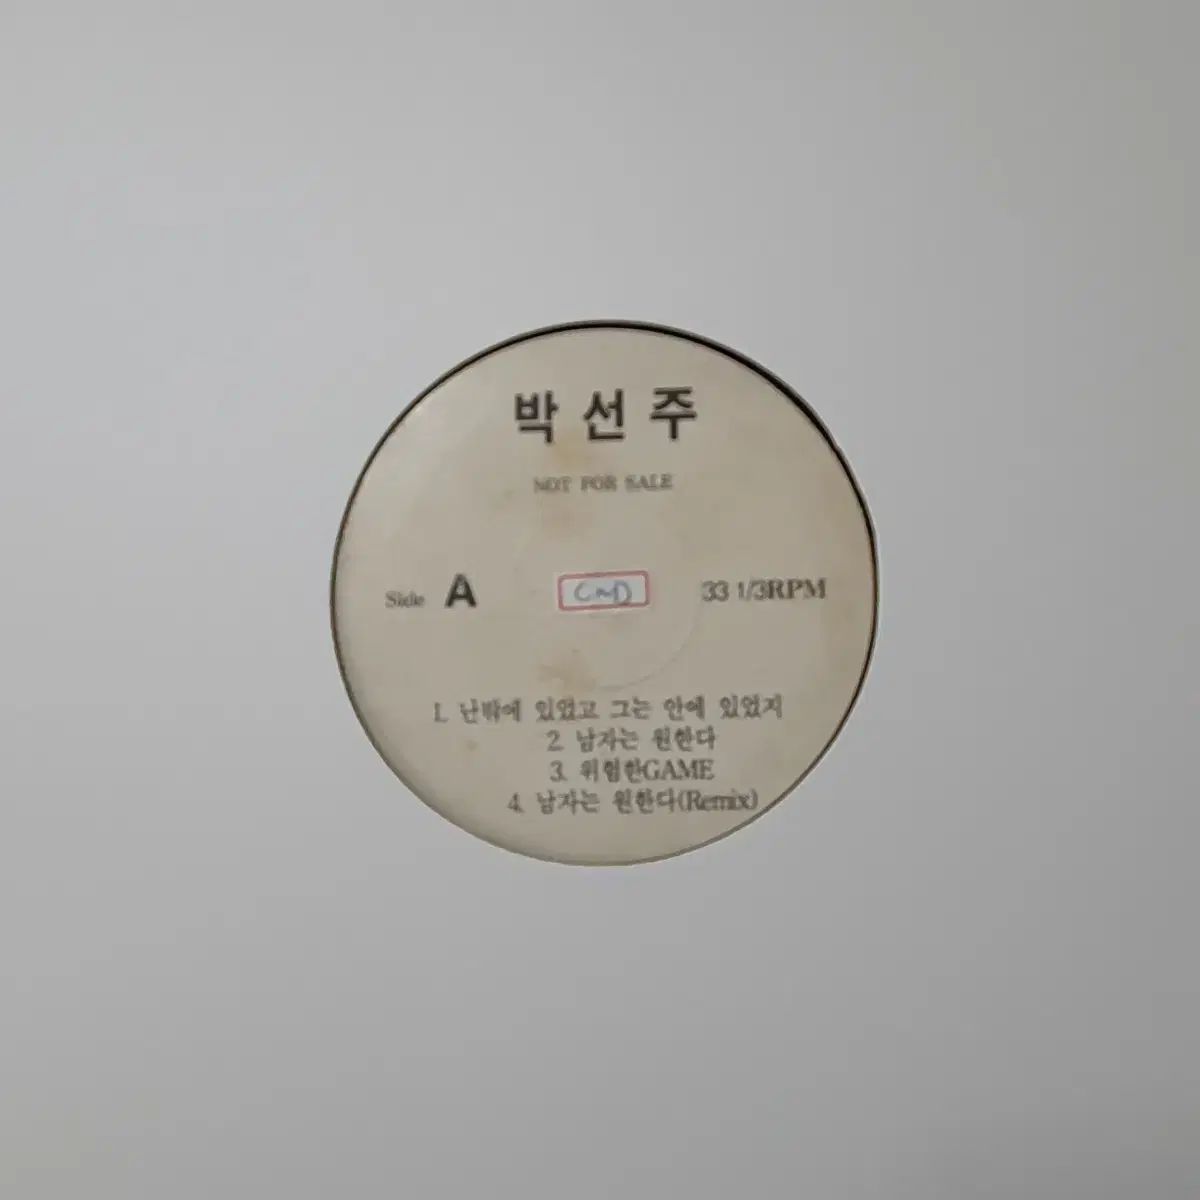 박선주
NOT FOR SALE
Side A
33 1/3RPM
1. 난밖에 있었고 그는 안에 있었지
2. 남자는 원한다
3. 위험한GAME
4. 남자는 원한다(Remix)